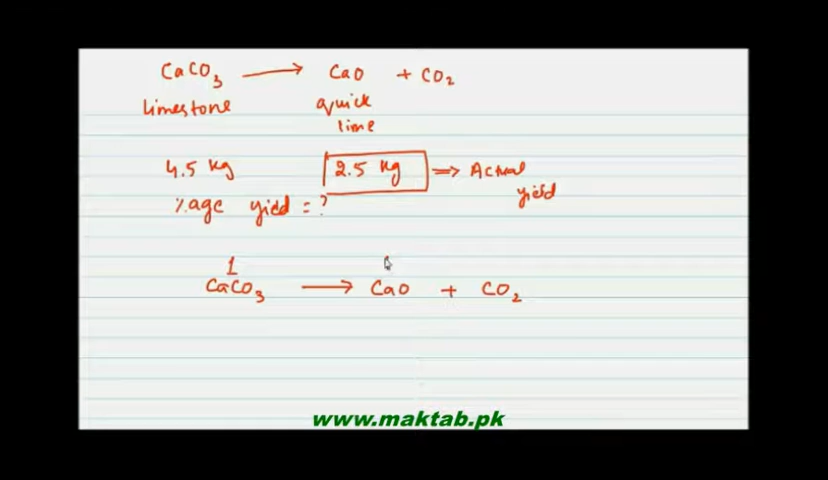 CaCO₃ ⟶ CaO + CO₂
limestone quick
lime
4.5 kg 2.5 kg ⟹ Actual
yield
%age yield = ?
1
CaCO₃ ⟶ CaO + CO₂
www.maktab.pk